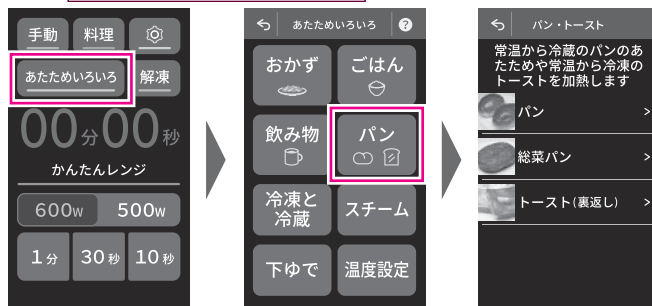 手動 料理
あたためいろいろ 解凍
00分00秒
かんたんレンジ
600W 500W
1分 30秒 10秒
あたためいろいろ ?
おかず ごはん
飲み物 パン
冷凍と冷蔵 スチーム
下ゆで 温度設定
パン・トースト
常温から冷蔵のパンのあ
たためや常温から冷凍の
トーストを加熱します
パン >
総菜パン >
トースト(裏返し) >